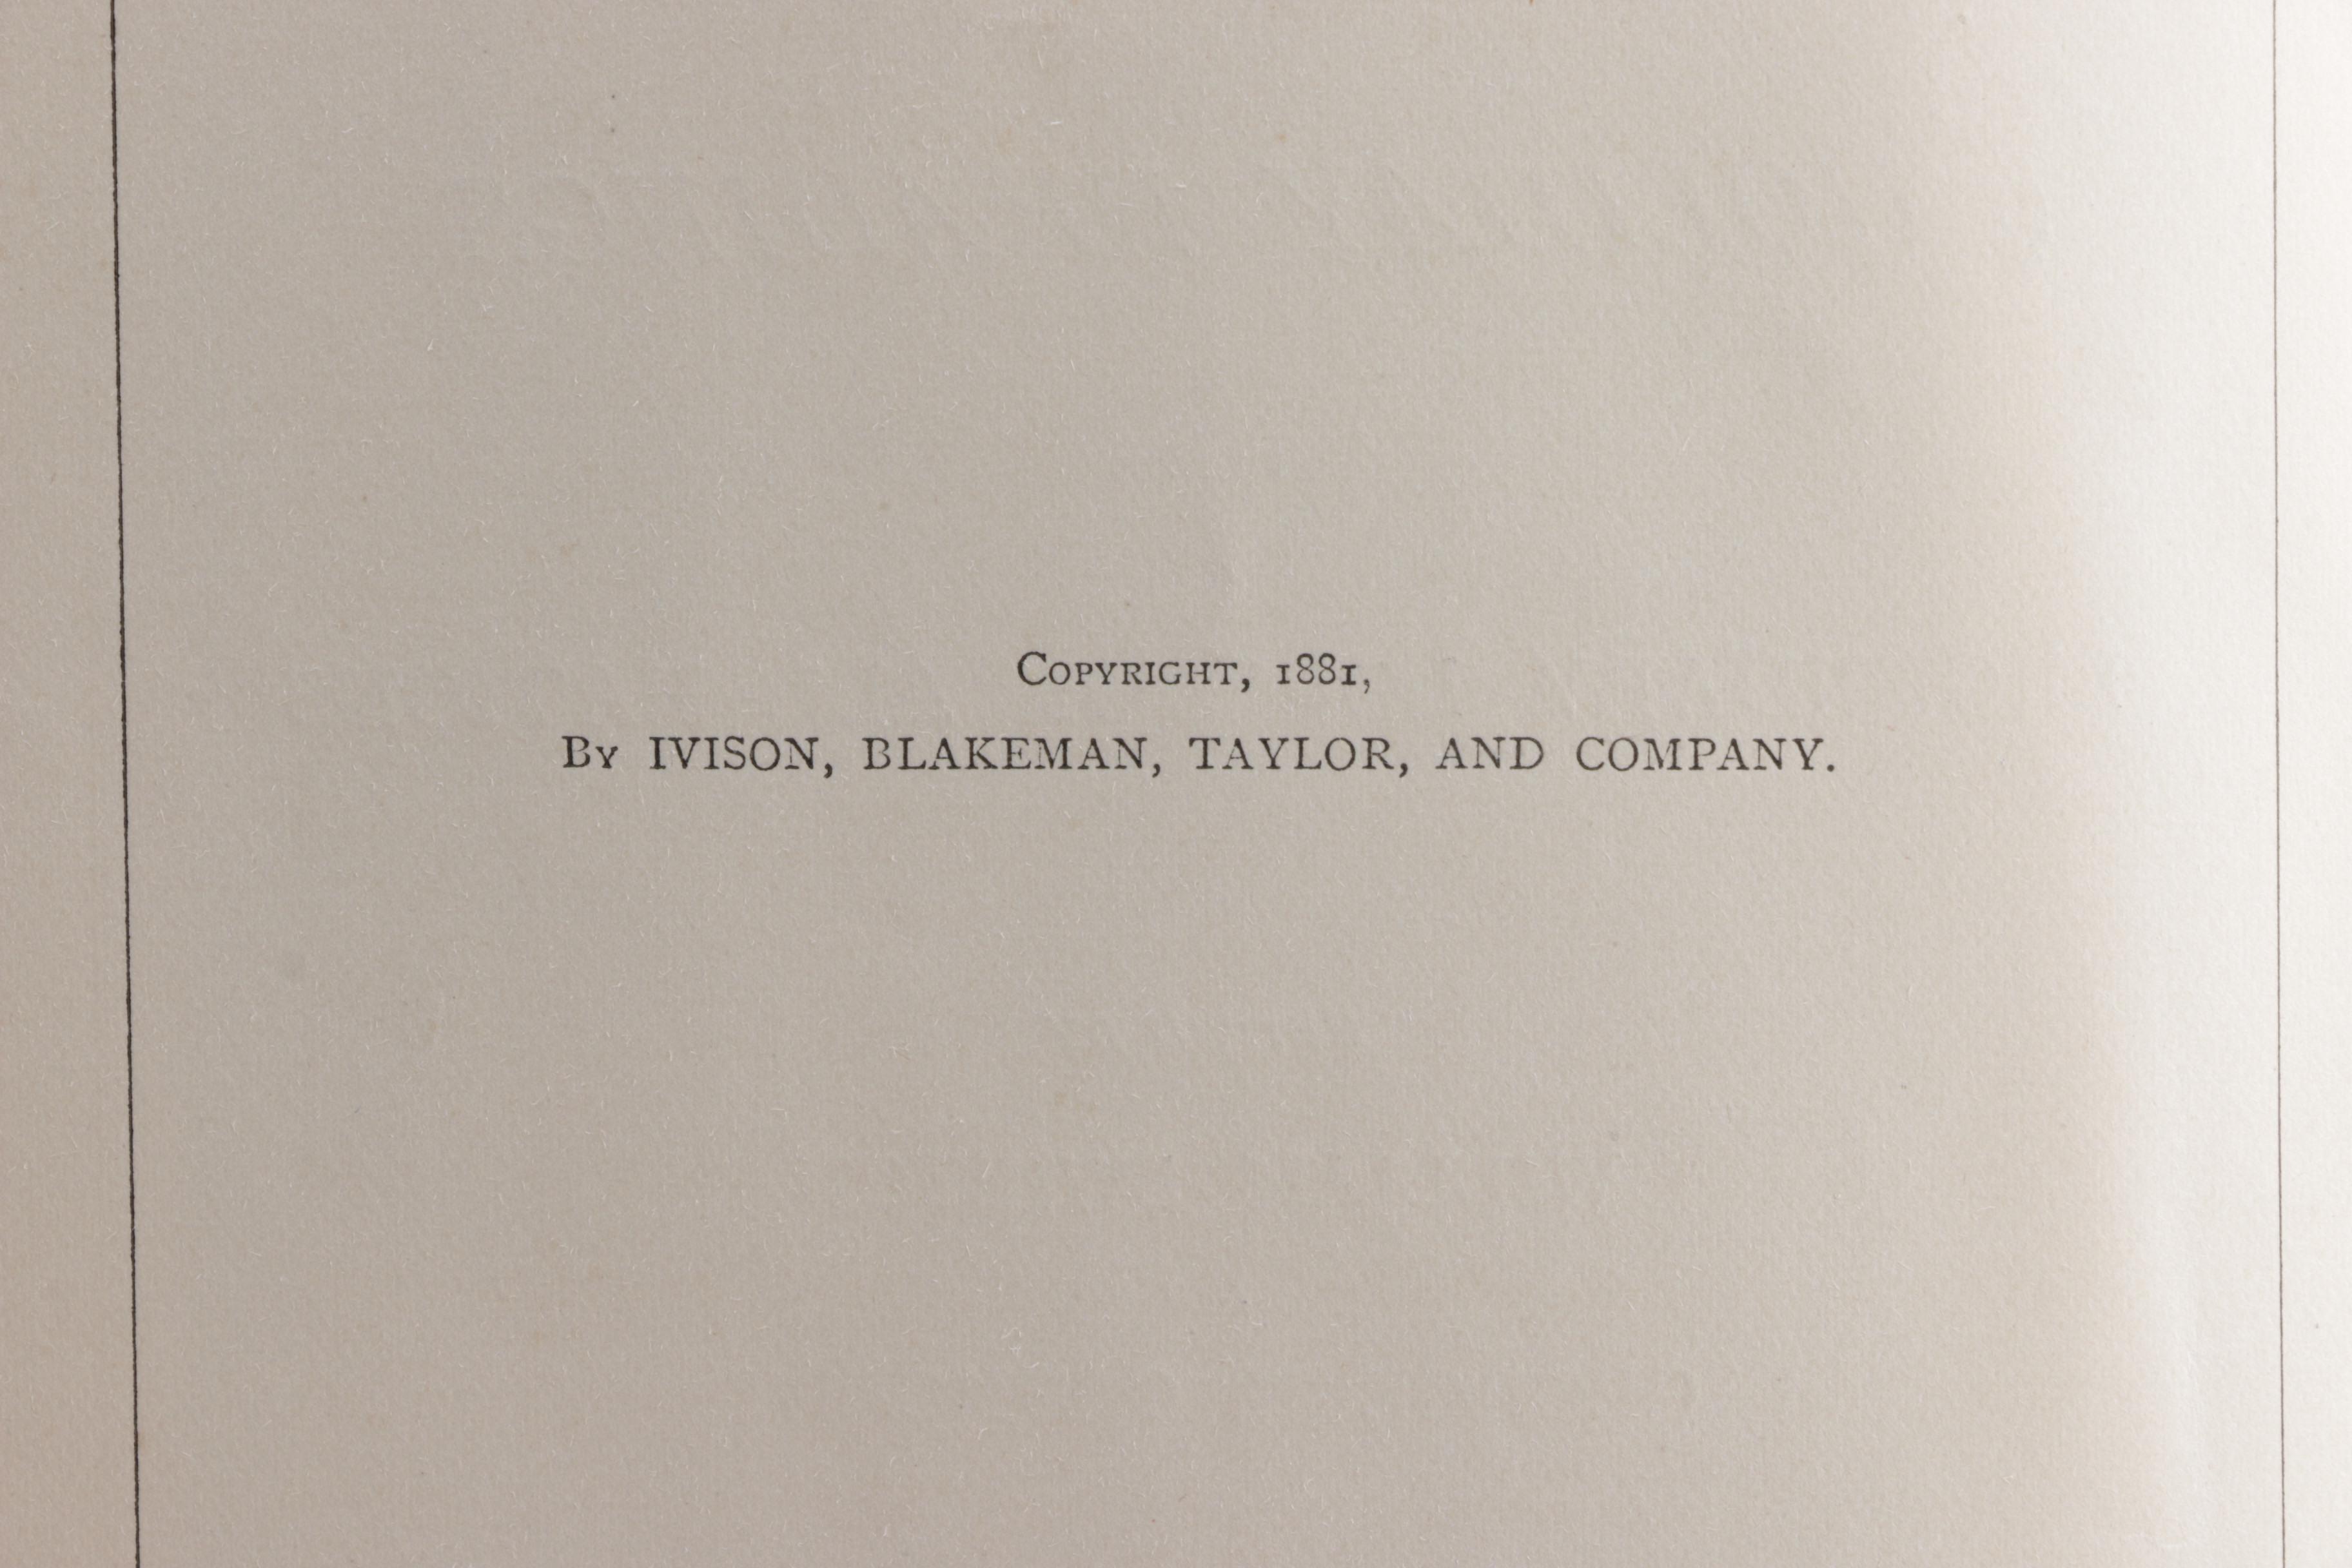 Copyright, 1881,
By IVISON, BLAKEMAN, TAYLOR, AND COMPANY.